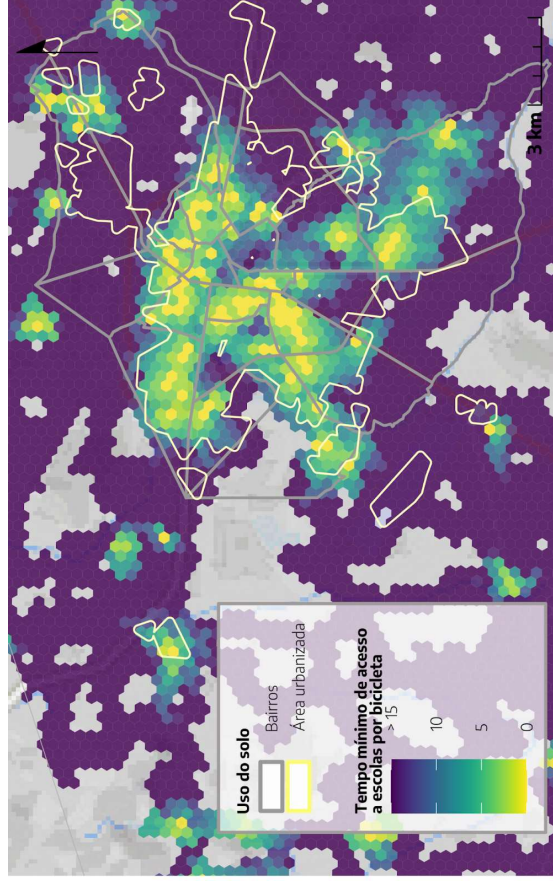 Uso do solo
Bairros
Área urbanizada
Tempo mínimo de acesso
a escolas por bicicleta
> 15
10
5
0
3 km